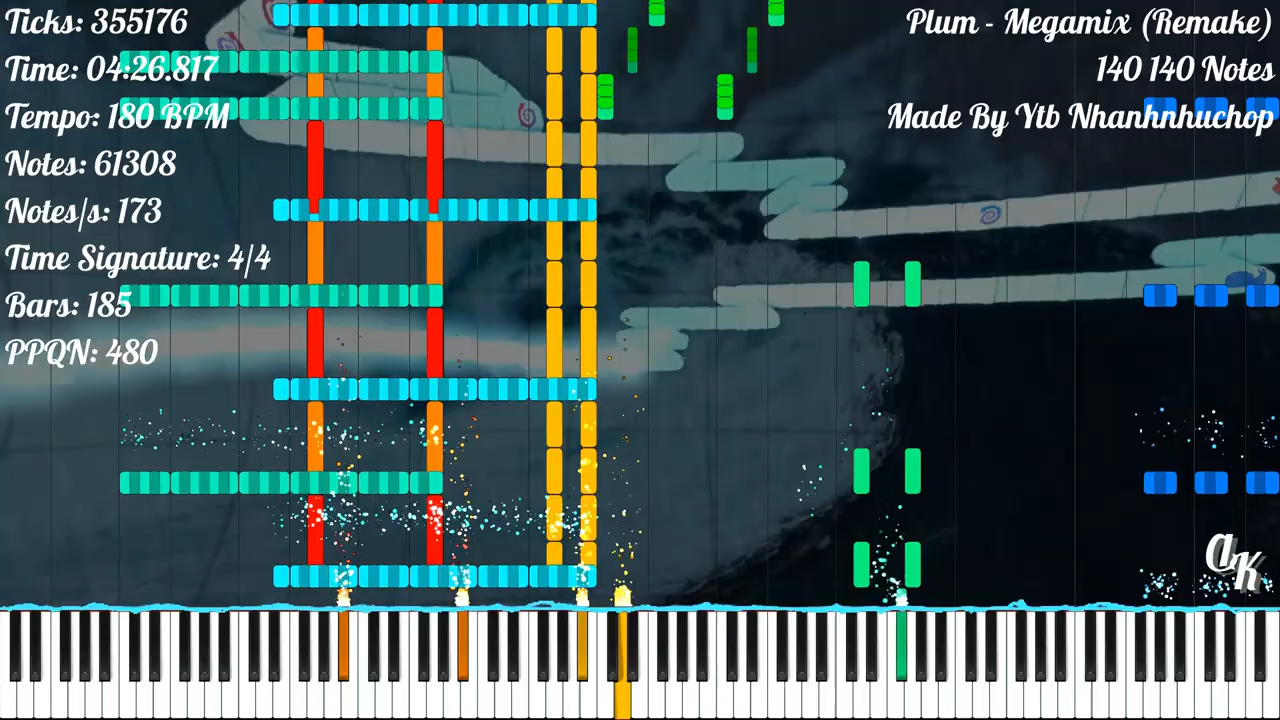 Ticks: 355176
Time: 04:26.817
Tempo: 180 BPM
Notes: 61308
Notes/s: 173
Time Signature: 4/4
Bars: 185
PPQN: 480
Plum - Megamix (Remake)
140 140 Notes
Made By Ytb Nhanhnhuchop
aK